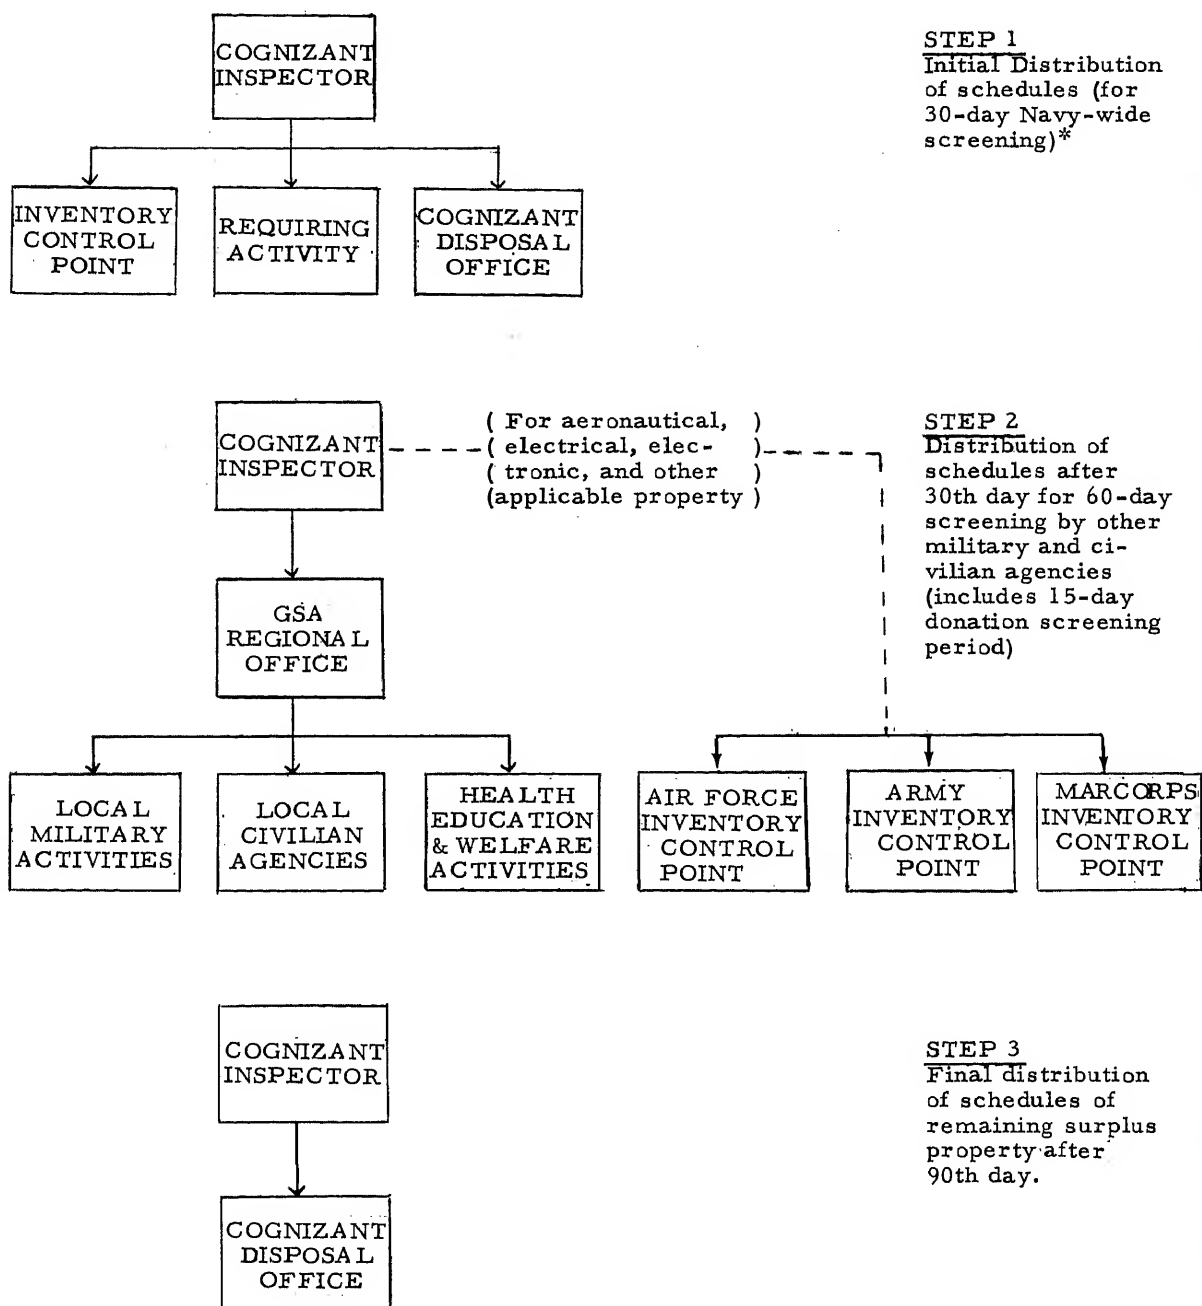 COGNIZANT
INSPECTOR
STEP 1
Initial Distribution
of schedules (for
30-day Navy-wide
screening)*
INVENTORY
CONTROL
POINT
REQUIRING
ACTIVITY
COGNIZANT
DISPOSAL
OFFICE
COGNIZANT
INSPECTOR
( For aeronautical, )
( electrical, elec- )
( tronic, and other )
(applicable property )
STEP 2
Distribution of
schedules after
30th day for 60-day
screening by other
military and ci-
vilian agencies
(includes 15-day
donation screening
period)
GSA
REGIONAL
OFFICE
LOCAL
MILITARY
ACTIVITIES
LOCAL
CIVILIAN
AGENCIES
HEALTH
EDUCATION
& WELFARE
ACTIVITIES
AIR FORCE
INVENTORY
CONTROL
POINT
ARMY
INVENTORY
CONTROL
POINT
MARCORPS
INVENTORY
CONTROL
POINT
COGNIZANT
INSPECTOR
STEP 3
Final distribution
of schedules of
remaining surplus
property after
90th day.
COGNIZANT
DISPOSAL
OFFICE